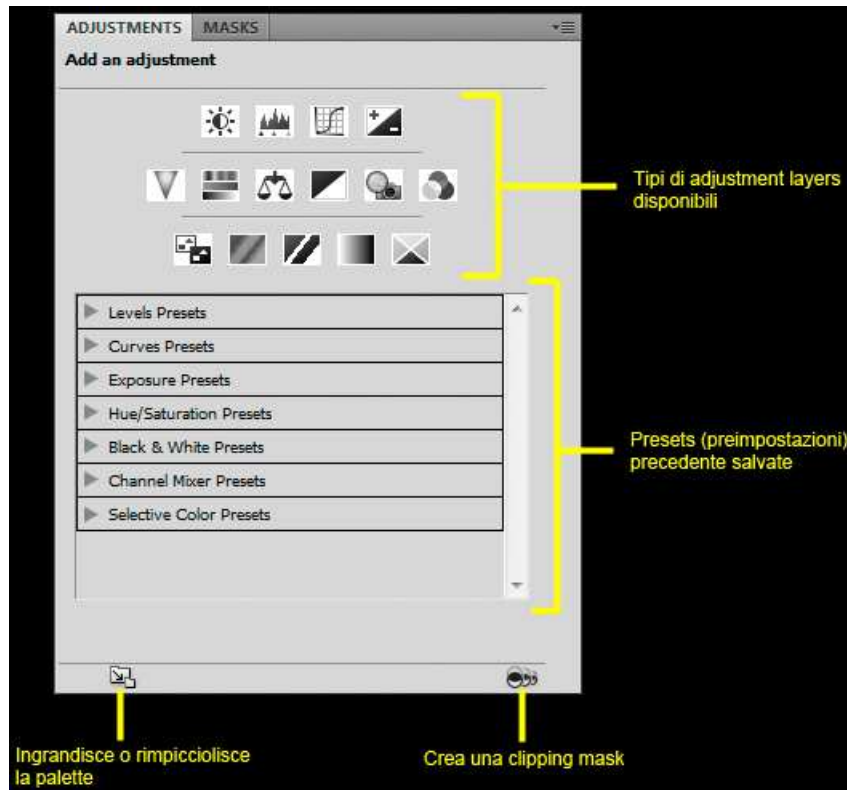 ADJUSTMENTS MASKS
Add an adjustment
Tipi di adjustment layers
disponibili
Levels Presets
Curves Presets
Exposure Presets
Hue/Saturation Presets
Black & White Presets
Channel Mixer Presets
Selective Color Presets
Presets (preimpostazioni)
precedente salvate
Ingrandisce o rimpicciolisce
la palette
Crea una clipping mask